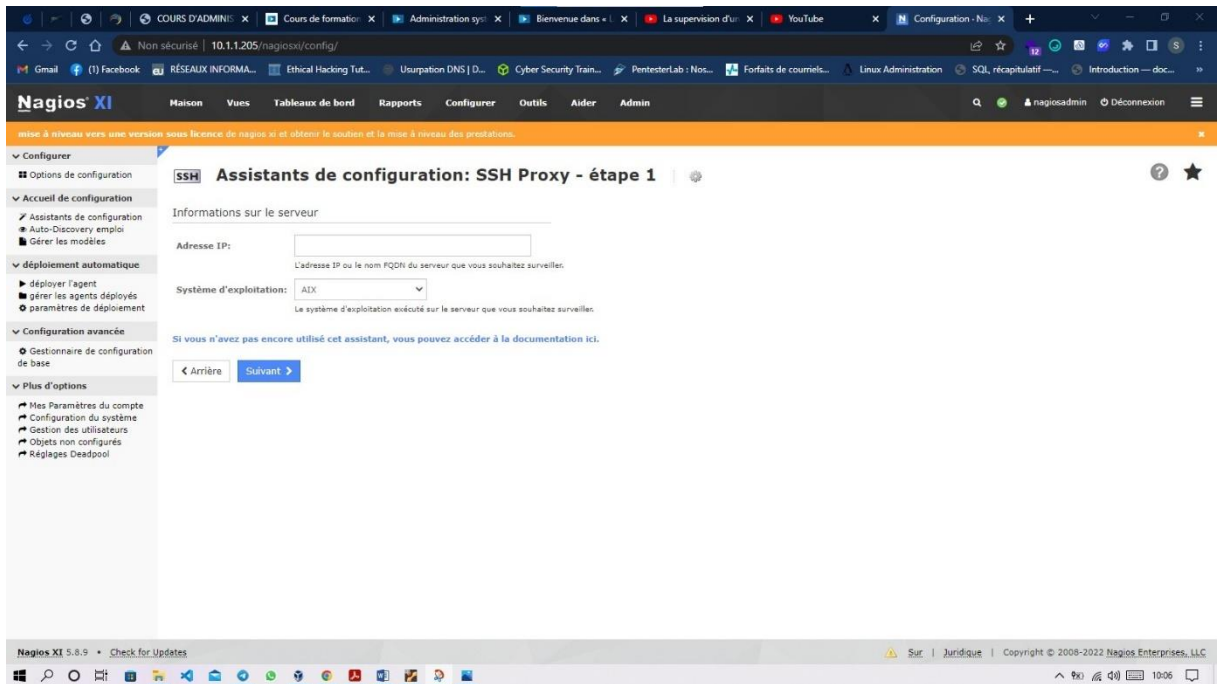 COURS D'ADMINIS
Cours de formation
Administration sys
Bienvenue dans « L
La supervision d'un
YouTube
Configuration - Nag
Non sécurisé | 10.1.1.205/nagiosxi/config/
12
S
Gmail
(1) Facebook
RÉSEAUX INFORMA...
Ethical Hacking Tut...
Usurpation DNS | D...
Cyber Security Train...
PentesterLab : Nos...
Forfaits de courriels...
Linux Administration
SQL, récapitulatif —...
Introduction — doc...
Nagios XI
Maison Vues Tableaux de bord Rapports Configurer Outils Aider Admin
nagiosadmin Déconnexion
mise à niveau vers une version sous licence de nagios xi et obtenir le soutien et la mise à niveau des prestations.
Configurer
Options de configuration
Accueil de configuration
Assistants de configuration
Auto-Discovery emploi
Gérer les modèles
déploiement automatique
déployer l'agent
gérer les agents déployés
paramètres de déploiement
Configuration avancée
Gestionnaire de configuration
de base
Plus d'options
Mes Paramètres du compte
Configuration du système
Gestion des utilisateurs
Objets non configurés
Réglages Deadpool
SSH Assistants de configuration: SSH Proxy - étape 1
Informations sur le serveur
Adresse IP:
L'adresse IP ou le nom FQDN du serveur que vous souhaitez surveiller.
Système d'exploitation: AIX
Le système d'exploitation exécuté sur le serveur que vous souhaitez surveiller.
Si vous n'avez pas encore utilisé cet assistant, vous pouvez accéder à la documentation ici.
Arrière
Suivant
Nagios XI 5.8.9 • Check for Updates
Sur | Juridique | Copyright © 2008-2022 Nagios Enterprises, LLC
10:06